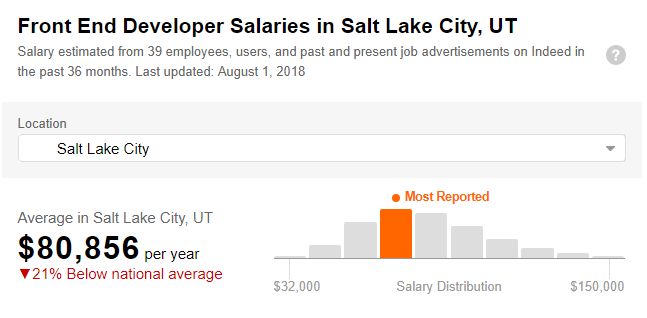 Front End Developer Salaries in Salt Lake City, UT
Salary estimated from 39 employees, users, and past and present job advertisements on Indeed in
the past 36 months. Last updated: August 1, 2018
?
Location
Salt Lake City
Most Reported
Average in Salt Lake City, UT
$80,856 per year
▼21% Below national average
$32,000 Salary Distribution $150,000